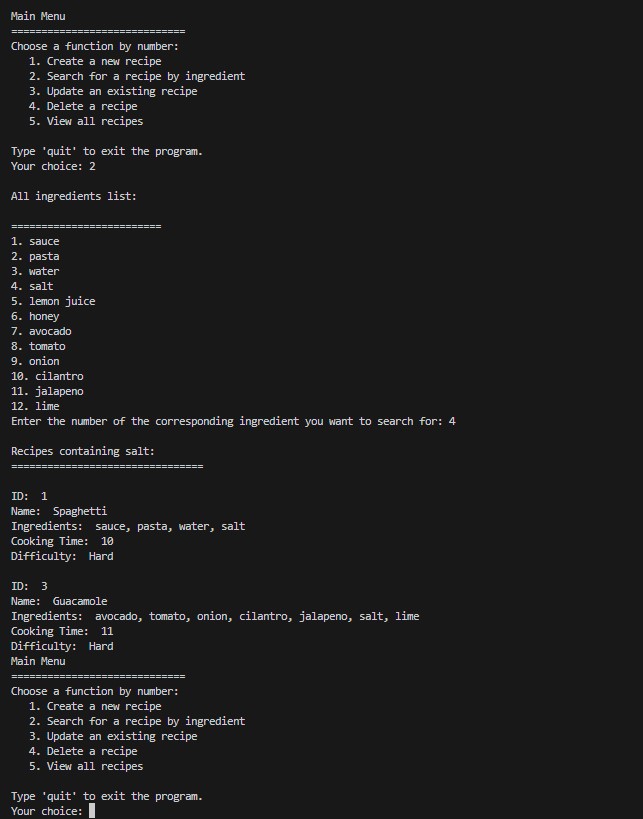 Main Menu
=============================
Choose a function by number:
   1. Create a new recipe
   2. Search for a recipe by ingredient
   3. Update an existing recipe
   4. Delete a recipe
   5. View all recipes

Type 'quit' to exit the program.
Your choice: 2

All ingredients list:

=========================
1. sauce
2. pasta
3. water
4. salt
5. lemon juice
6. honey
7. avocado
8. tomato
9. onion
10. cilantro
11. jalapeno
12. lime
Enter the number of the corresponding ingredient you want to search for: 4

Recipes containing salt:
================================

ID:  1
Name:  Spaghetti
Ingredients:  sauce, pasta, water, salt
Cooking Time:  10
Difficulty:  Hard

ID:  3
Name:  Guacamole
Ingredients:  avocado, tomato, onion, cilantro, jalapeno, salt, lime
Cooking Time:  11
Difficulty:  Hard
Main Menu
=============================
Choose a function by number:
   1. Create a new recipe
   2. Search for a recipe by ingredient
   3. Update an existing recipe
   4. Delete a recipe
   5. View all recipes

Type 'quit' to exit the program.
Your choice: